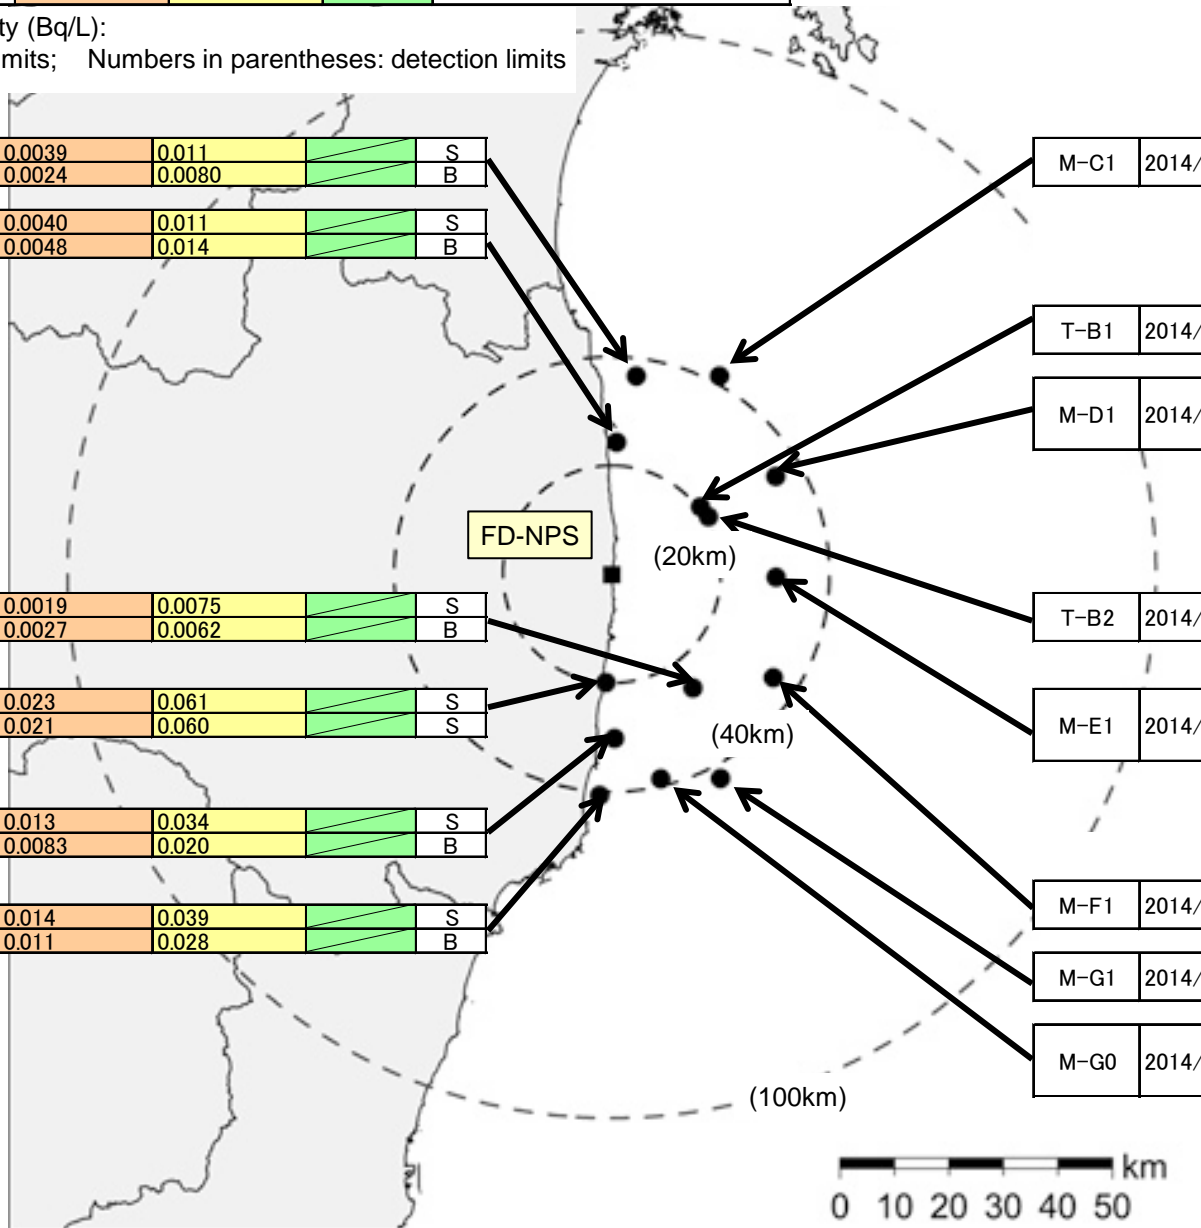 ty (Bq/L):
mits; Numbers in parentheses: detection limits
0.0039 0.011 S
0.0024 0.0080 B
0.0040 0.011 S
0.0048 0.014 B
M-C1 2014/
T-B1 2014/
M-D1 2014/
FD-NPS
(20km)
0.0019 0.0075 S
0.0027 0.0062 B
T-B2 2014/
0.023 0.061 S
0.021 0.060 S
(40km)
M-E1 2014/
0.013 0.034 S
0.0083 0.020 B
0.014 0.039 S
0.011 0.028 B
M-F1 2014/
M-G1 2014/
M-G0 2014/
(100km)
km
0 10 20 30 40 50